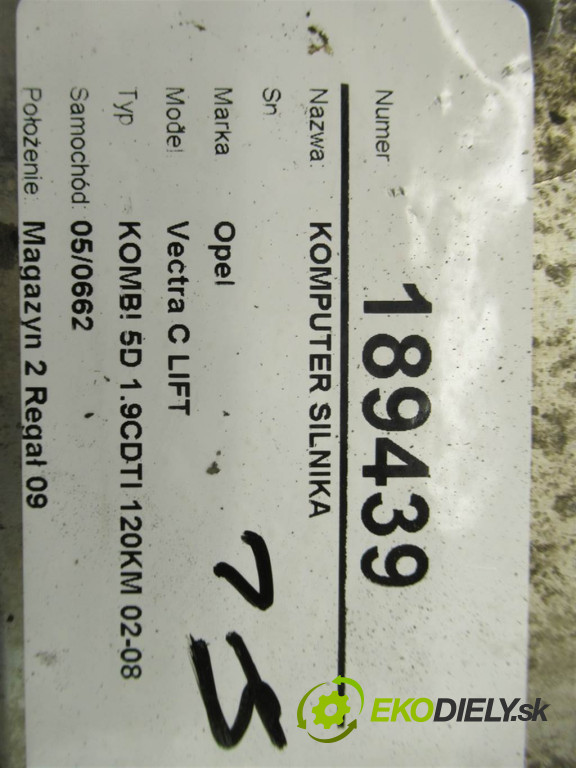 Numer 189439
Nazwa: KOMPUTER SILNIKA
Sn
Marka Opel
Model Vectra C LIFT
Typ KOMBI 5D 1.9CDTI 120KM 02-08
Samochód: 05/0662
Położenie: Magazyn 2 Regał 09
EKODIELY.sk